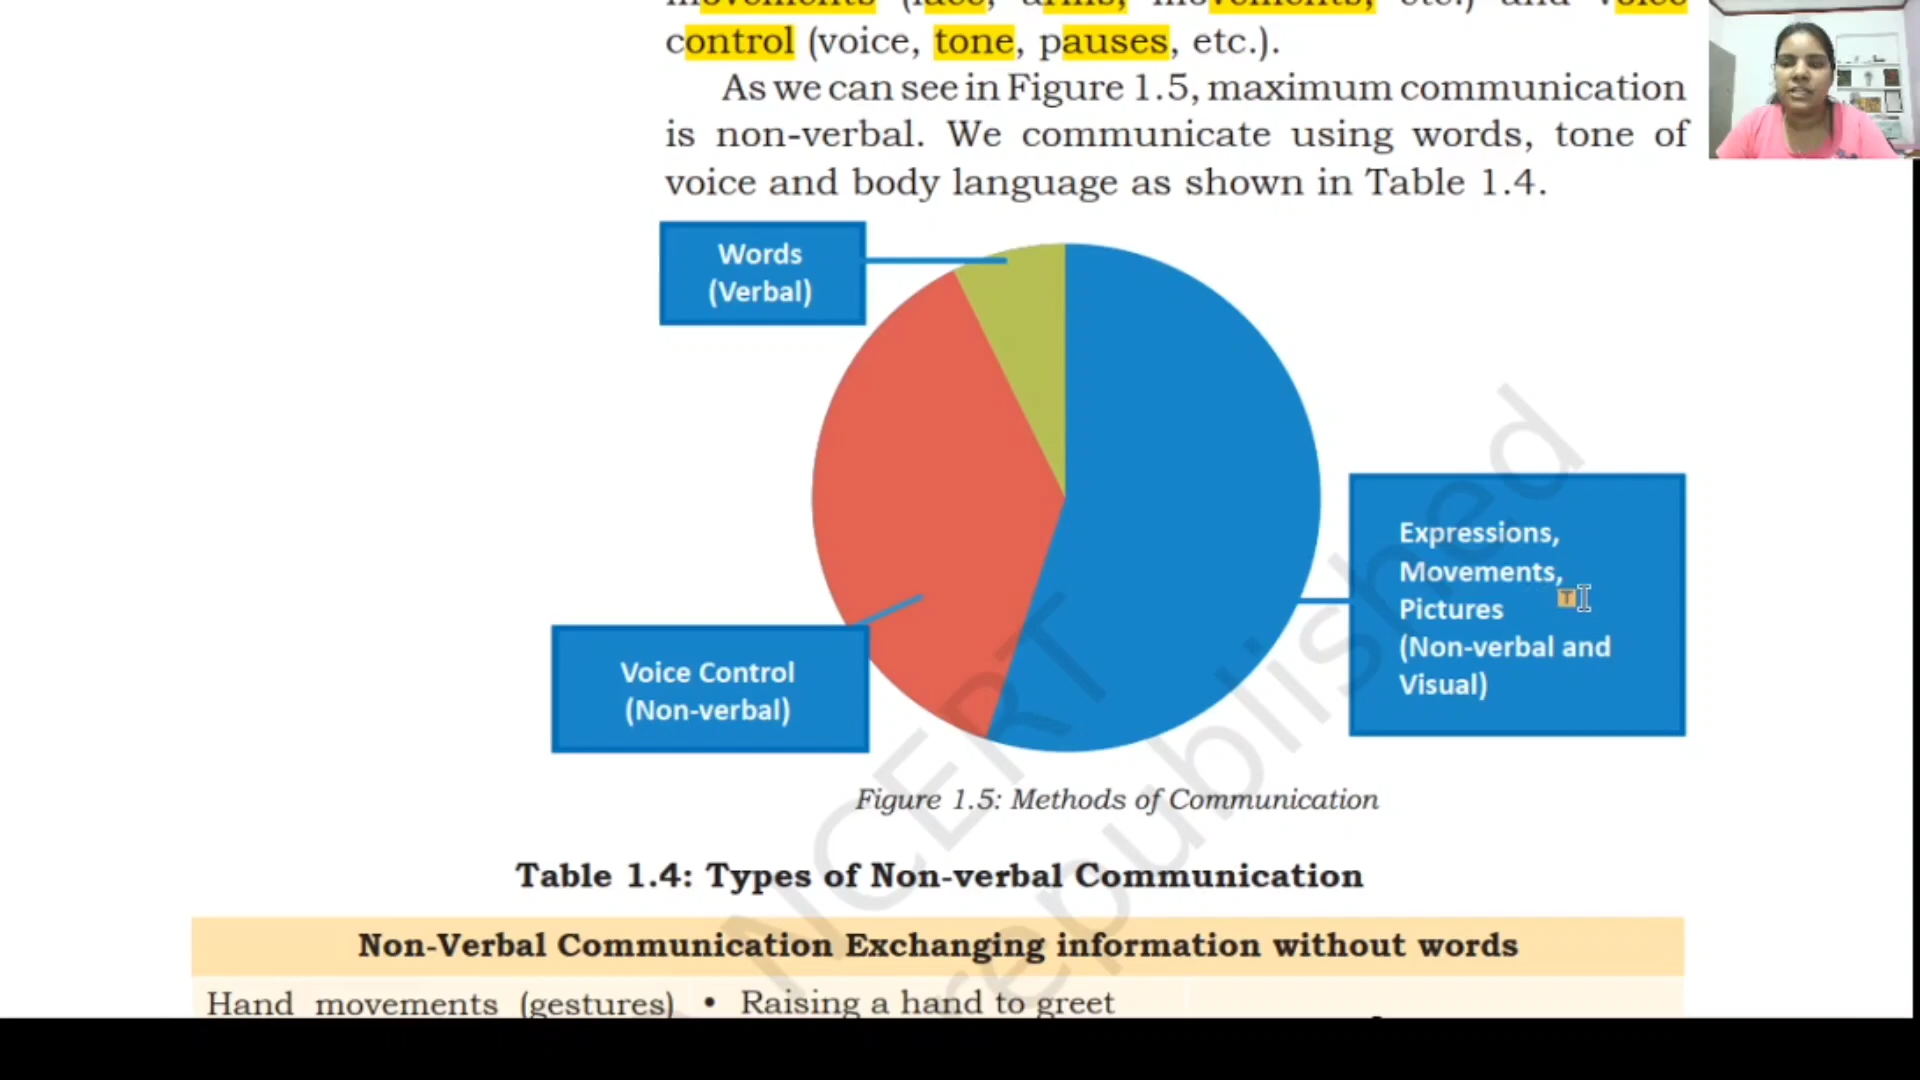 control (voice, tone, pauses, etc.).
As we can see in Figure 1.5, maximum communication
is non-verbal. We communicate using words, tone of
voice and body language as shown in Table 1.4.
Words
(Verbal)
Expressions,
Movements,
Pictures
(Non-verbal and
Visual)
T
Voice Control
(Non-verbal)
NCERT
republished
Figure 1.5: Methods of Communication
Table 1.4: Types of Non-verbal Communication
Non-Verbal Communication Exchanging information without words
Hand movements (gestures) • Raising a hand to greet